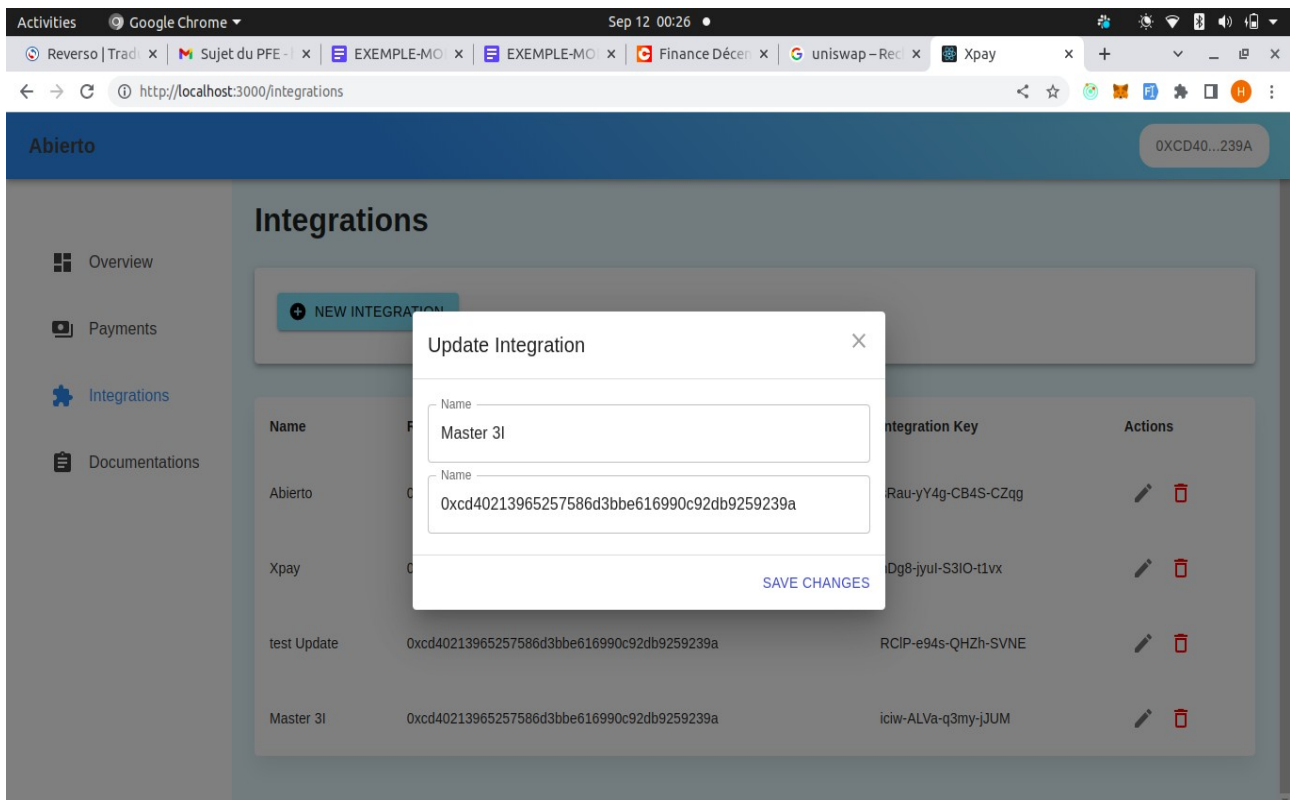 Activities Google Chrome Sep 12 00:26
Reverso | Trad Sujet du PFE - EXEMPLE-MO EXEMPLE-MO Finance Décen uniswap – Rec Xpay
http://localhost:3000/integrations H
Abierto 0XCD40...239A
Integrations
Overview
NEW INTEGRATION
Payments
Update Integration
Integrations
Name
Master 3I
Name Integration Key Actions
Documentations
Name
0xcd40213965257586d3bbe616990c92db9259239a
Abierto Rau-yY4g-CB4S-CZqg
Xpay Dg8-jyuI-S3IO-t1vx
SAVE CHANGES
test Update 0xcd40213965257586d3bbe616990c92db9259239a RClP-e94s-QHZh-SVNE
Master 3I 0xcd40213965257586d3bbe616990c92db9259239a iciw-ALVa-q3my-jJUM